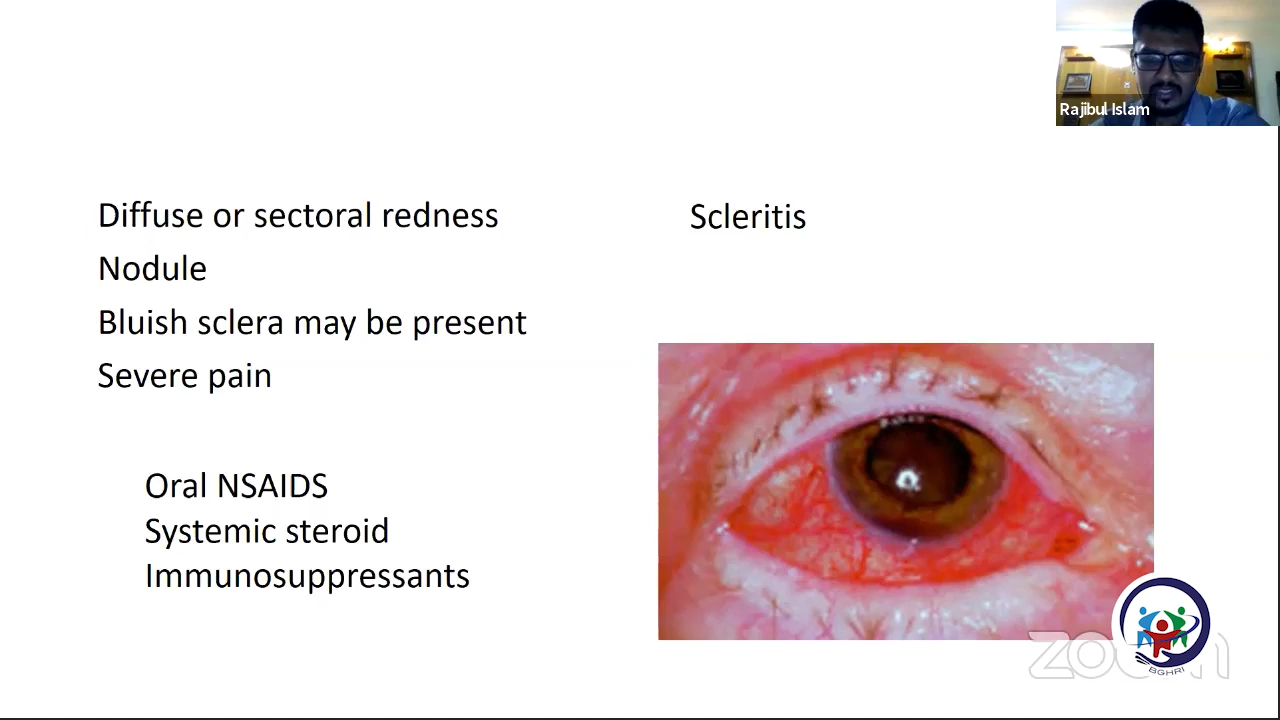 Rajibul Islam
Diffuse or sectoral redness
Nodule
Bluish sclera may be present
Severe pain
Scleritis
Oral NSAIDS
Systemic steroid
Immunosuppressants
zoom
BGHRI